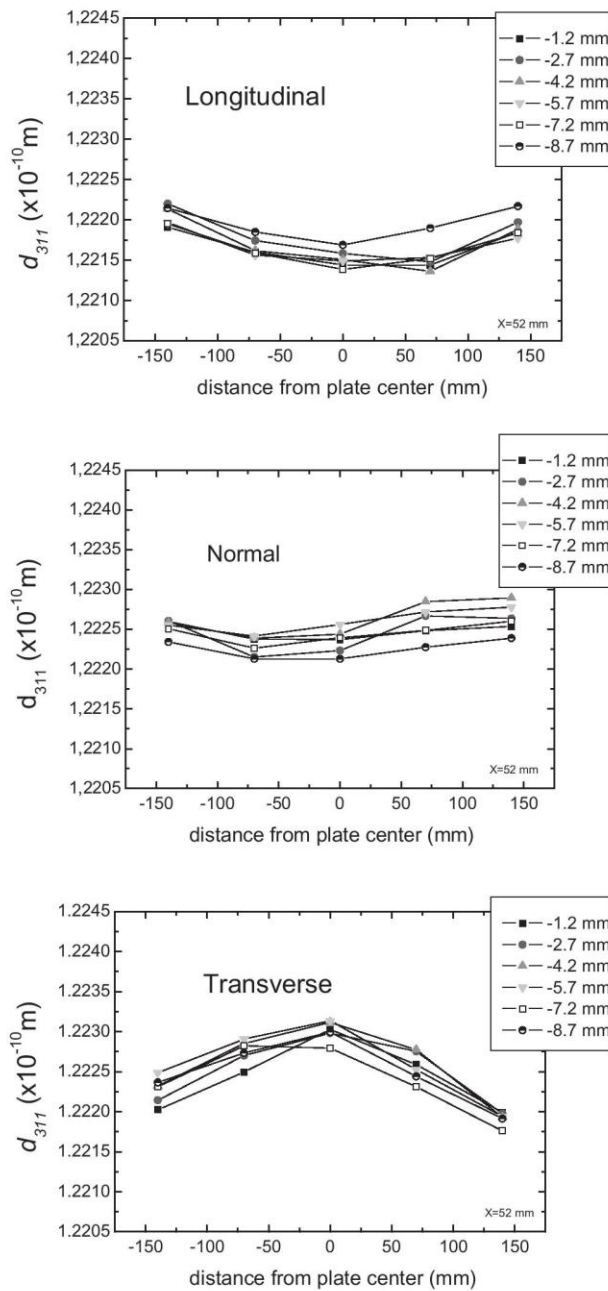 1,2245
1,2240
1,2235
1,2230
1,2225
1,2220
1,2215
1,2210
1,2205
d311 (x10-10m)
Longitudinal
-1.2 mm
-2.7 mm
-4.2 mm
-5.7 mm
-7.2 mm
-8.7 mm
X=52 mm
-150 -100 -50 0 50 100 150
distance from plate center (mm)
1,2245
1,2240
1,2235
1,2230
1,2225
1,2220
1,2215
1,2210
1,2205
d311 (x10-10m)
Normal
-1.2 mm
-2.7 mm
-4.2 mm
-5.7 mm
-7.2 mm
-8.7 mm
X=52 mm
-150 -100 -50 0 50 100 150
distance from plate center (mm)
1.2245
1.2240
1.2235
1.2230
1.2225
1.2220
1.2215
1.2210
1.2205
d311 (x10-10m)
Transverse
-1.2 mm
-2.7 mm
-4.2 mm
-5.7 mm
-7.2 mm
-8.7 mm
X=52 mm
-150 -100 -50 0 50 100 150
distance from plate center (mm)